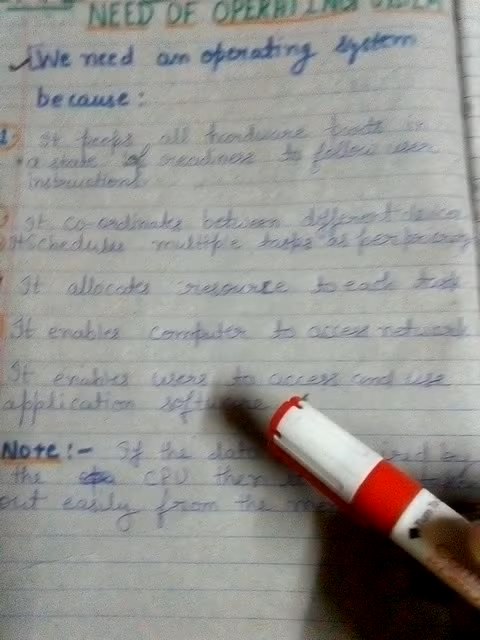 NEED OF OPERATING
We need an operating system
because:
1 It keeps all hardware parts in
a state of readiness to follow user
instructions
It co-ordinates between different device
It Schedules multiple tasks as per
It allocates resource to each task
It enables computer to access network
It enables users to access and use
application software
Note:- If the data
the CPU then
out easily from the